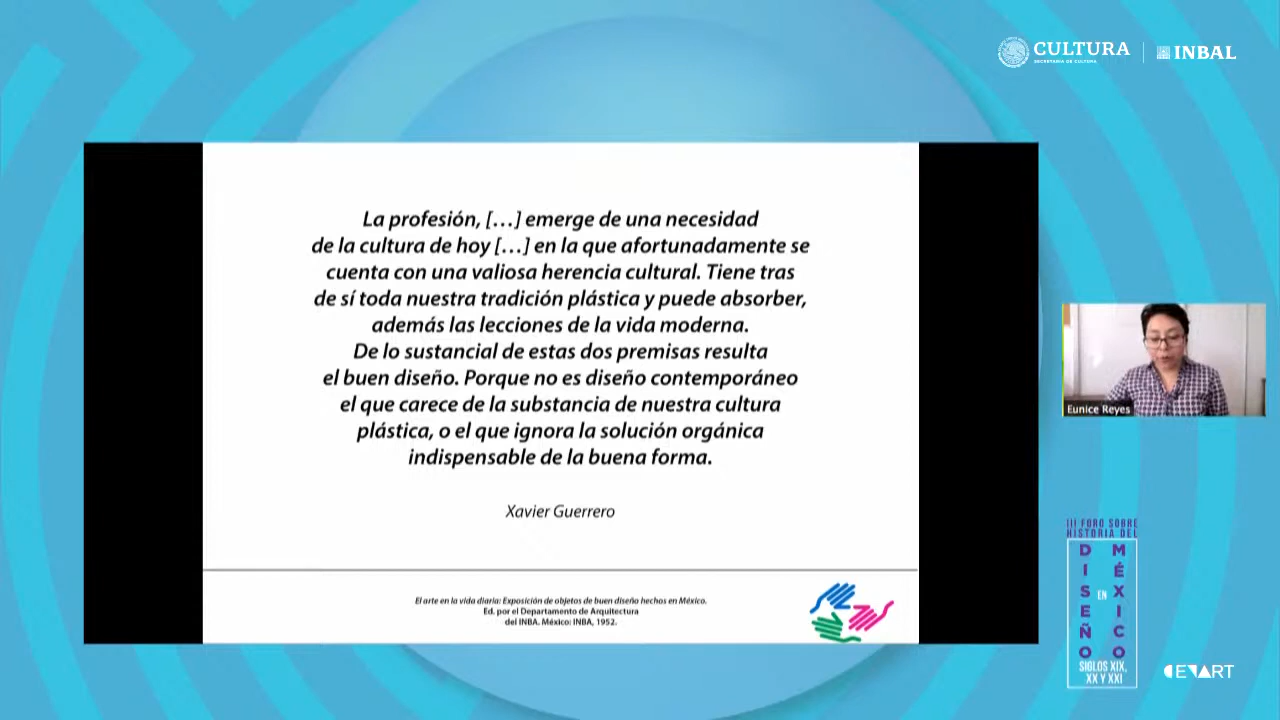 CULTURA
SECRETARÍA DE CULTURA
INBAL
La profesión, […] emerge de una necesidad
de la cultura de hoy […] en la que afortunadamente se
cuenta con una valiosa herencia cultural. Tiene tras
de sí toda nuestra tradición plástica y puede absorber,
además las lecciones de la vida moderna.
De lo sustancial de estas dos premisas resulta
el buen diseño. Porque no es diseño contemporáneo
el que carece de la substancia de nuestra cultura
plástica, o el que ignora la solución orgánica
indispensable de la buena forma.
Xavier Guerrero
El arte en la vida diaria: Exposición de objetos de buen diseño hechos en México.
Ed. por el Departamento de Arquitectura
del INBA. México: INBA, 1952.
Eunice Reyes
III FORO SOBRE
HISTORIA DEL
DISEÑO
EN
MÉXICO
SIGLOS XIX,
XX Y XXI
CENART